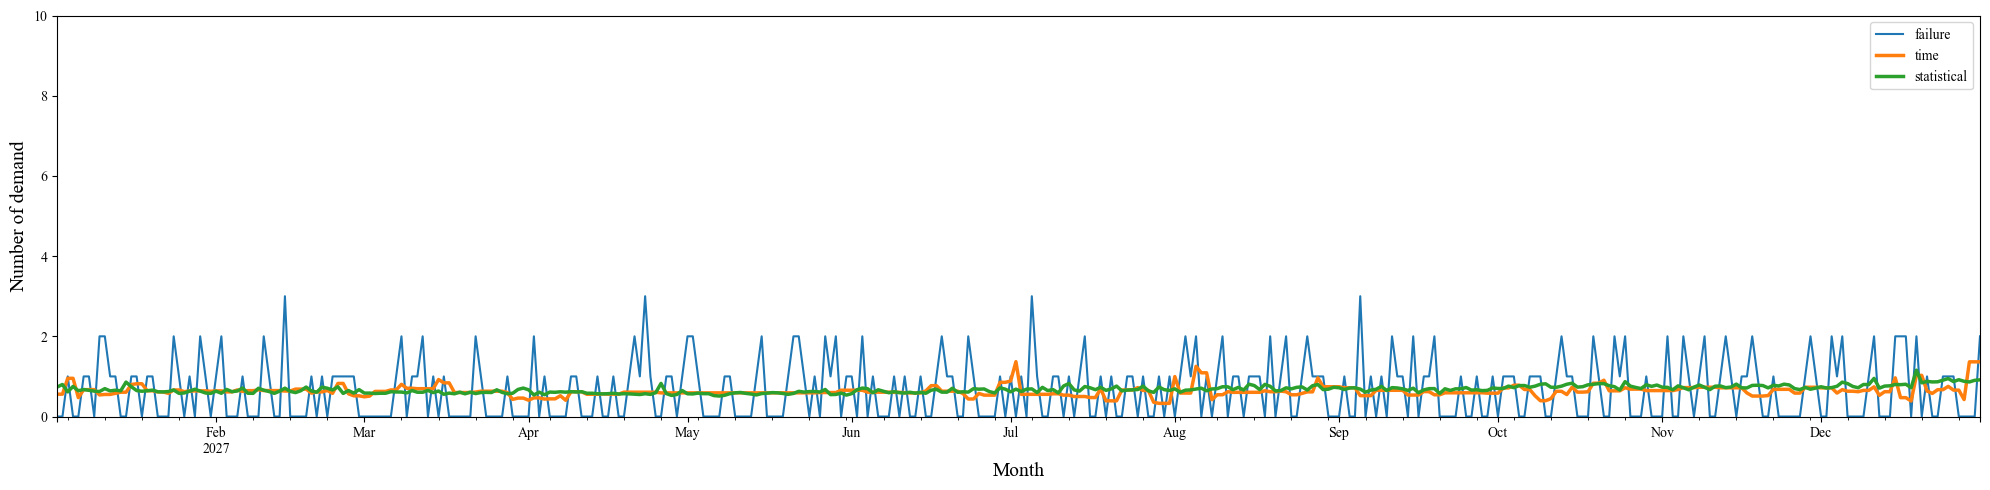 10
8
6
4
2
0
Number of demand
failure
time
statistical
Feb
2027
Mar
Apr
May
Jun
Jul
Aug
Sep
Oct
Nov
Dec
Month